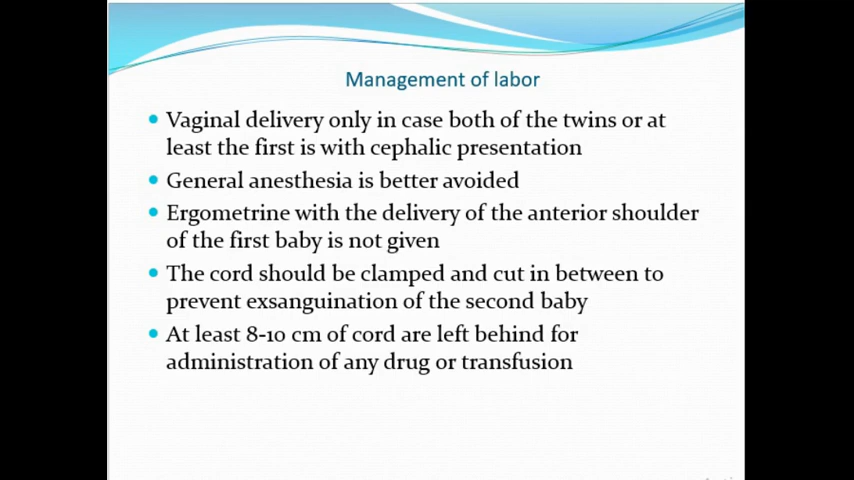 Management of labor
• Vaginal delivery only in case both of the twins or at
least the first is with cephalic presentation
• General anesthesia is better avoided
• Ergometrine with the delivery of the anterior shoulder
of the first baby is not given
• The cord should be clamped and cut in between to
prevent exsanguination of the second baby
• At least 8-10 cm of cord are left behind for
administration of any drug or transfusion